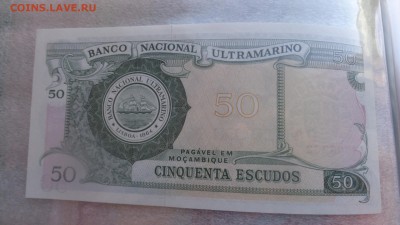 COINS.LAVE.RU
BANCO NACIONAL ULTRAMARINO
50
50
BANCO NACIONAL ULTRAMARINO
LISBOA 1864
PAGÁVEL EM
MOÇAMBIQUE
50
CINQUENTA ESCUDOS
50